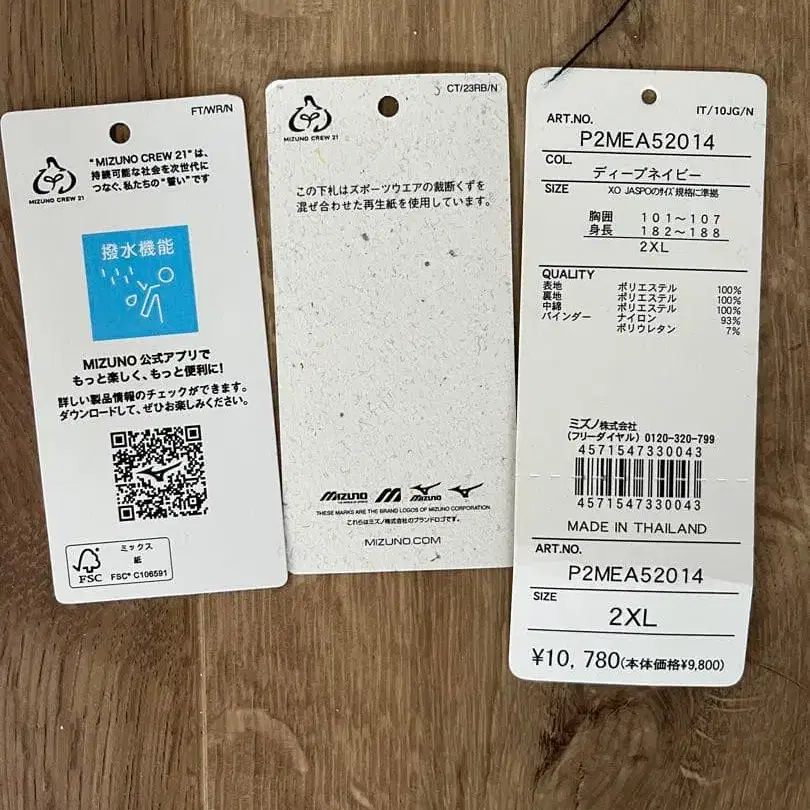 FT/WR/N
MIZUNO CREW 21
"MIZUNO CREW 21"は、
持続可能な社会を次世代に
つなぐ、私たちの"誓い"です
撥水機能
MIZUNO 公式アプリで
もっと楽しく、もっと便利に!
詳しい製品情報のチェックができます。
ダウンロードして、ぜひお楽しみください。
FSC
ミックス
紙
FSC® C106591
CT/23RB/N
MIZUNO CREW 21
この下札はスポーツウエアの裁断くずを
混ぜ合わせた再生紙を使用しています。
MIZUNO
MIZUNO
THESE MARKS ARE THE BRAND LOGOS OF MIZUNO CORPORATION
これらはミズノ株式会社のブランドロゴです。
MIZUNO.COM
IT/10JG/N
ART.NO.
P2MEA52014
COL.
ディープネイビー
SIZE XO JASPOのサイズ規格に準拠
胸囲 101～107
身長 182～188
2XL
QUALITY
表地 ポリエステル 100%
裏地 ポリエステル 100%
中綿 ポリエステル 100%
バインダー ナイロン 93%
ポリウレタン 7%
ミズノ株式会社
(フリーダイヤル) 0120-320-799
4571547330043
4571547330043
MADE IN THAILAND
ART.NO.
P2MEA52014
SIZE
2XL
¥10,780(本体価格¥9,800)